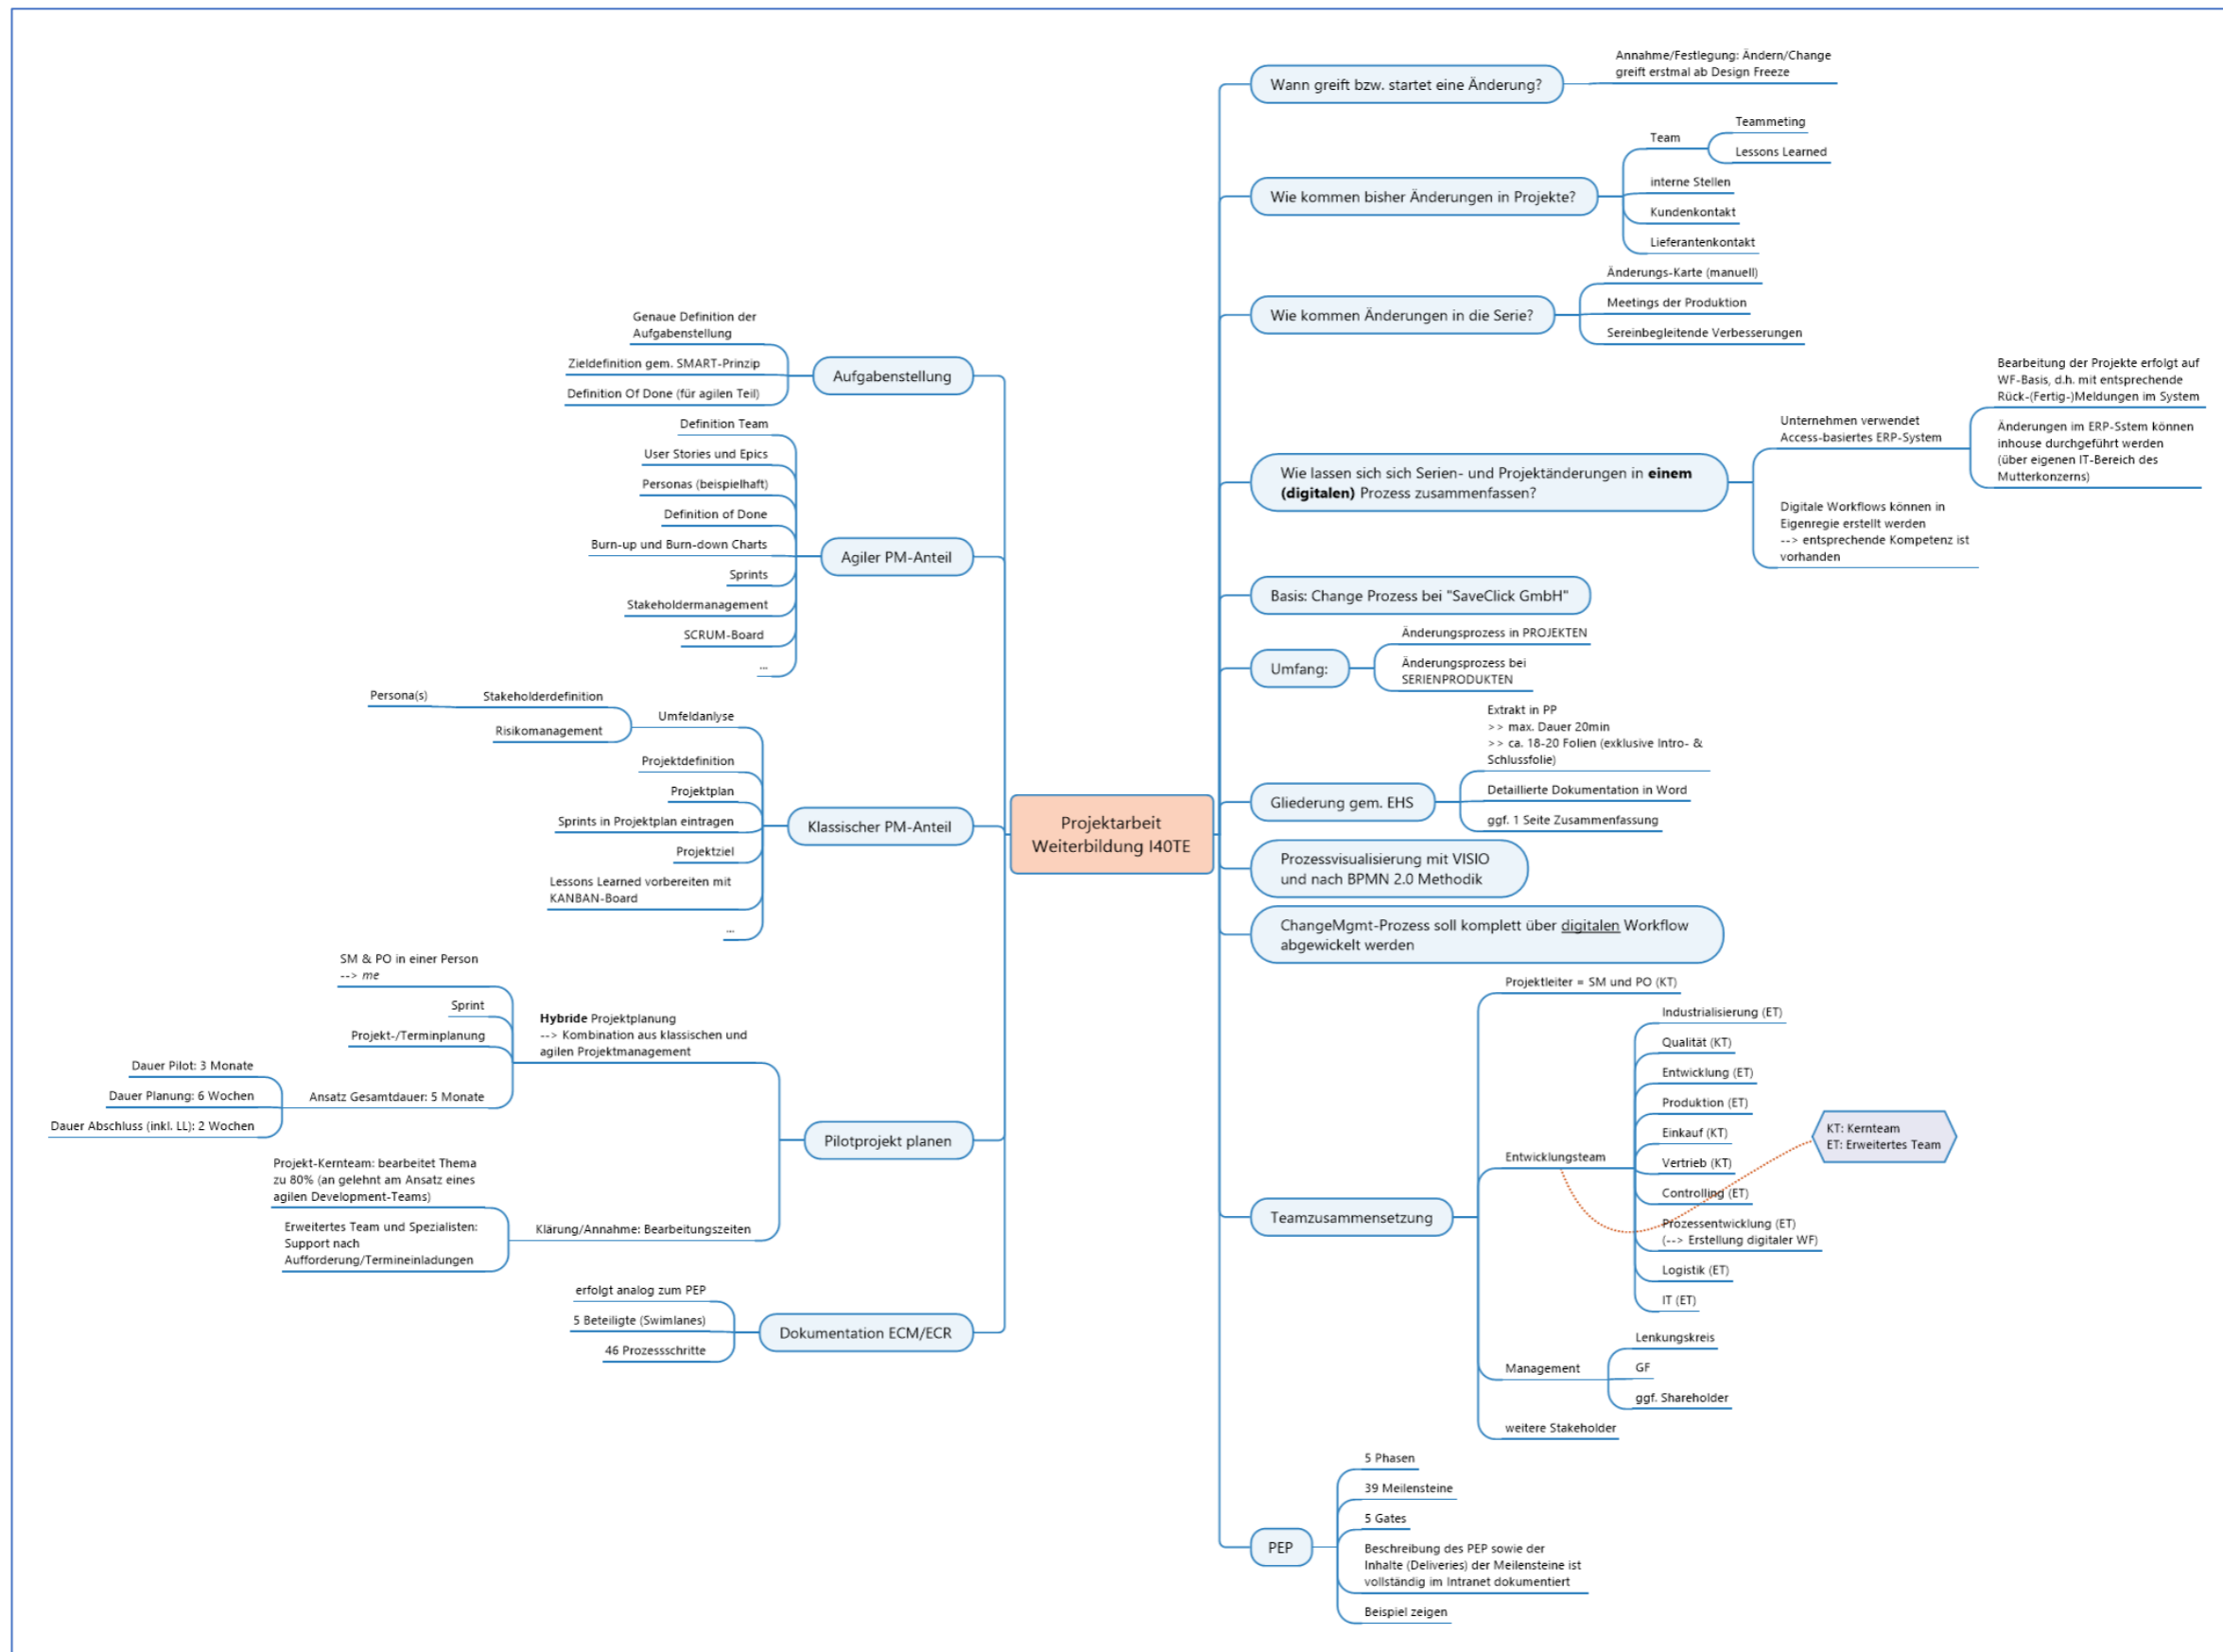 Projektarbeit
Weiterbildung I40TE
Aufgabenstellung
Genaue Definition der
Aufgabenstellung
Zieldefinition gem. SMART-Prinzip
Definition Of Done (für agilen Teil)
Agiler PM-Anteil
Definition Team
User Stories und Epics
Personas (beispielhaft)
Definition of Done
Burn-up und Burn-down Charts
Sprints
Stakeholdermanagement
SCRUM-Board
...
Klassischer PM-Anteil
Umfeldanlyse
Stakeholderdefinition
Persona(s)
Risikomanagement
Projektdefinition
Projektplan
Sprints in Projektplan eintragen
Projektziel
Lessons Learned vorbereiten mit
KANBAN-Board
...
Pilotprojekt planen
Hybride Projektplanung
--> Kombination aus klassischen und
agilen Projektmanagement
SM & PO in einer Person
--> me
Sprint
Projekt-/Terminplanung
Ansatz Gesamtdauer: 5 Monate
Dauer Pilot: 3 Monate
Dauer Planung: 6 Wochen
Dauer Abschluss (inkl. LL): 2 Wochen
Klärung/Annahme: Bearbeitungszeiten
Projekt-Kernteam: bearbeitet Thema
zu 80% (an gelehnt am Ansatz eines
agilen Development-Teams)
Erweitertes Team und Spezialisten:
Support nach
Aufforderung/Termineinladungen
Dokumentation ECM/ECR
erfolgt analog zum PEP
5 Beteiligte (Swimlanes)
46 Prozessschritte
Wann greift bzw. startet eine Änderung?
Annahme/Festlegung: Ändern/Change
greift erstmal ab Design Freeze
Wie kommen bisher Änderungen in Projekte?
Team
Teammeting
Lessons Learned
interne Stellen
Kundenkontakt
Lieferantenkontakt
Wie kommen Änderungen in die Serie?
Änderungs-Karte (manuell)
Meetings der Produktion
Sereinbegleitende Verbesserungen
Wie lassen sich sich Serien- und Projektänderungen in einem
(digitalen) Prozess zusammenfassen?
Unternehmen verwendet
Access-basiertes ERP-System
Bearbeitung der Projekte erfolgt auf
WF-Basis, d.h. mit entsprechende
Rück-(Fertig-)Meldungen im System
Änderungen im ERP-Sstem können
inhouse durchgeführt werden
(über eigenen IT-Bereich des
Mutterkonzerns)
Digitale Workflows können in
Eigenregie erstellt werden
--> entsprechende Kompetenz ist
vorhanden
Basis: Change Prozess bei "SaveClick GmbH"
Umfang:
Änderungsprozess in PROJEKTEN
Änderungsprozess bei
SERIENPRODUKTEN
Gliederung gem. EHS
Extrakt in PP
>> max. Dauer 20min
>> ca. 18-20 Folien (exklusive Intro- &
Schlussfolie)
Detaillierte Dokumentation in Word
ggf. 1 Seite Zusammenfassung
Prozessvisualisierung mit VISIO
und nach BPMN 2.0 Methodik
ChangeMgmt-Prozess soll komplett über digitalen Workflow
abgewickelt werden
Teamzusammensetzung
Projektleiter = SM und PO (KT)
Entwicklungsteam
Industrialisierung (ET)
Qualität (KT)
Entwicklung (ET)
Produktion (ET)
Einkauf (KT)
Vertrieb (KT)
Controlling (ET)
Prozessentwicklung (ET)
(--> Erstellung digitaler WF)
Logistik (ET)
IT (ET)
KT: Kernteam
ET: Erweitertes Team
Management
Lenkungskreis
GF
ggf. Shareholder
weitere Stakeholder
PEP
5 Phasen
39 Meilensteine
5 Gates
Beschreibung des PEP sowie der
Inhalte (Deliveries) der Meilensteine ist
vollständig im Intranet dokumentiert
Beispiel zeigen